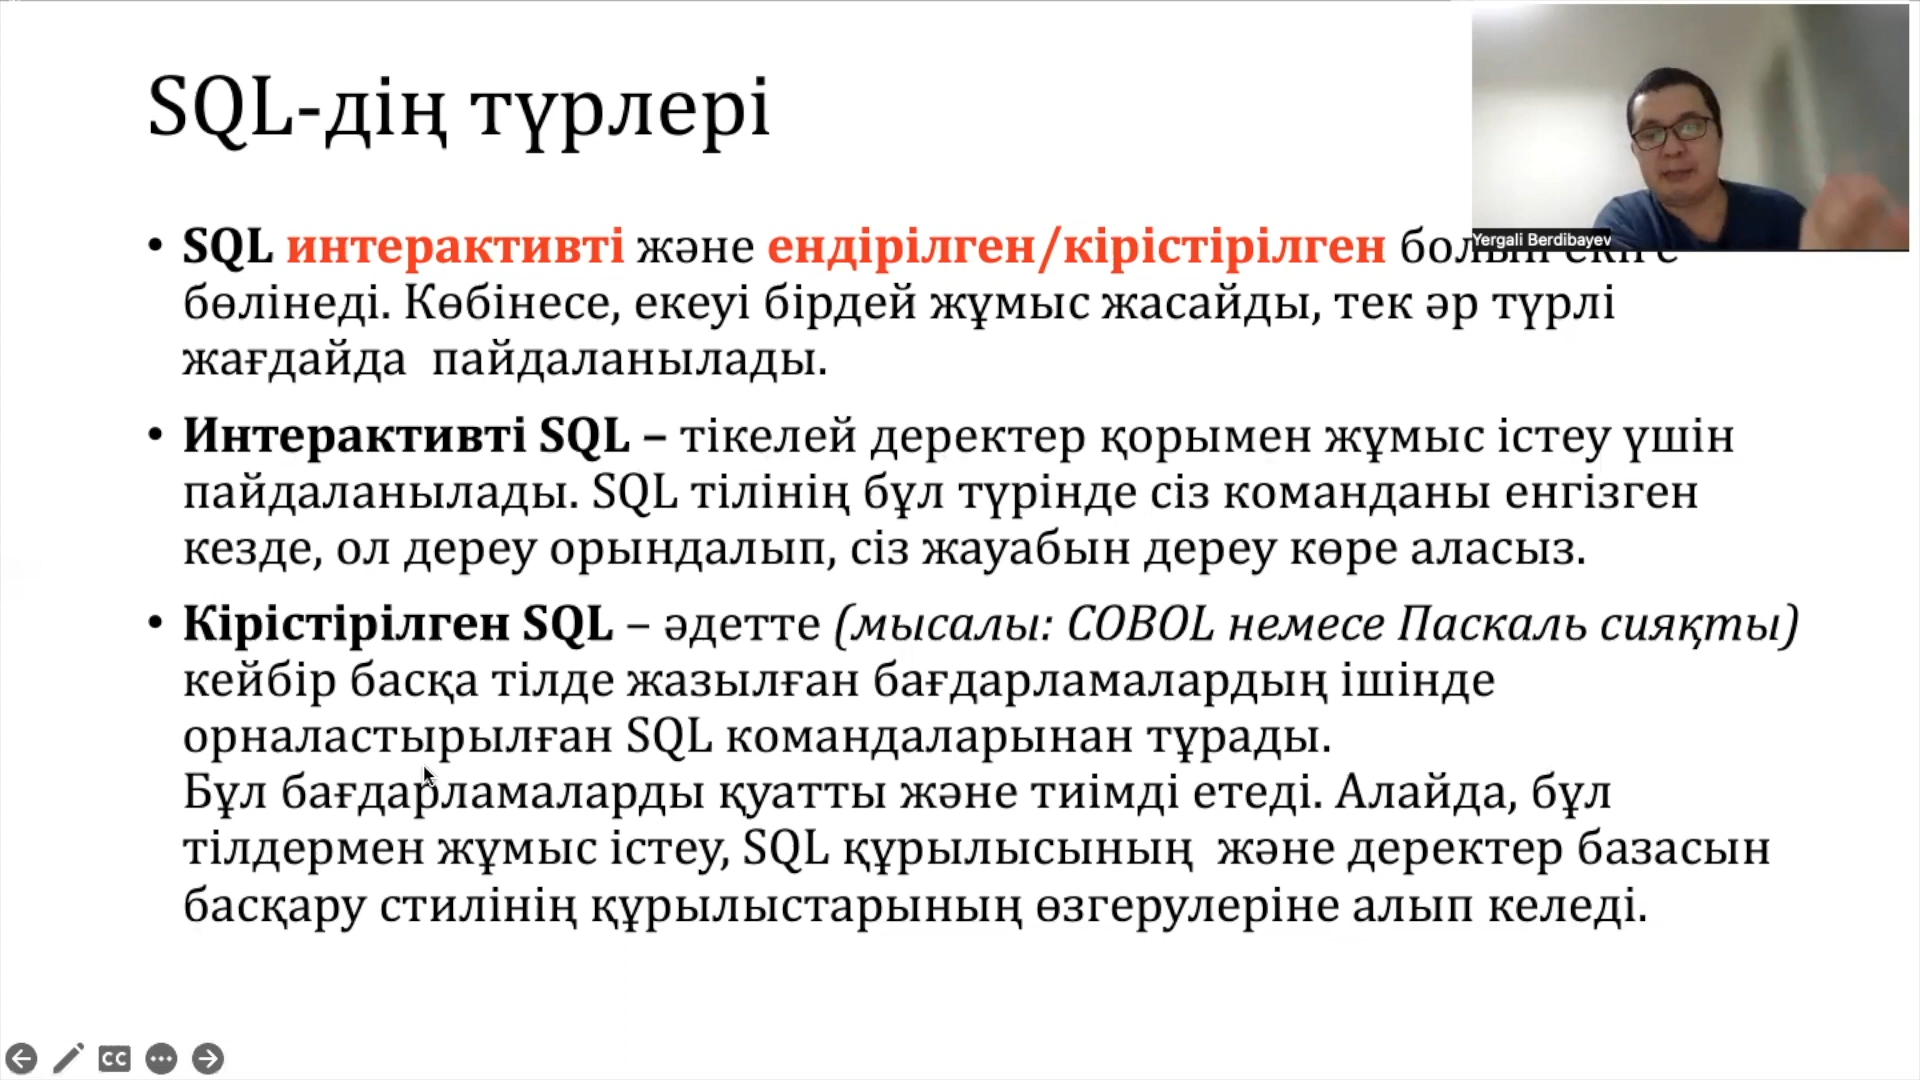 SQL-дің түрлері
• SQL интерактивті және ендірілген/кірістірілген
бөлінеді. Көбінесе, екеуі бірдей жұмыс жасайды, тек әр түрлі
жағдайда пайдаланылады.
• Интерактивті SQL – тікелей деректер қорымен жұмыс істеу үшін
пайдаланылады. SQL тілінің бұл түрінде сіз команданы енгізген
кезде, ол дереу орындалып, сіз жауабын дереу көре аласыз.
• Кірістірілген SQL – әдетте (мысалы: COBOL немесе Паскаль сияқты)
кейбір басқа тілде жазылған бағдарламалардың ішінде
орналастырылған SQL командаларынан тұрады.
Бұл бағдарламаларды қуатты және тиімді етеді. Алайда, бұл
тілдермен жұмыс істеу, SQL құрылысының және деректер базасын
басқару стилінің құрылыстарының өзгерулеріне алып келеді.
Yergali Berdibayev
CC